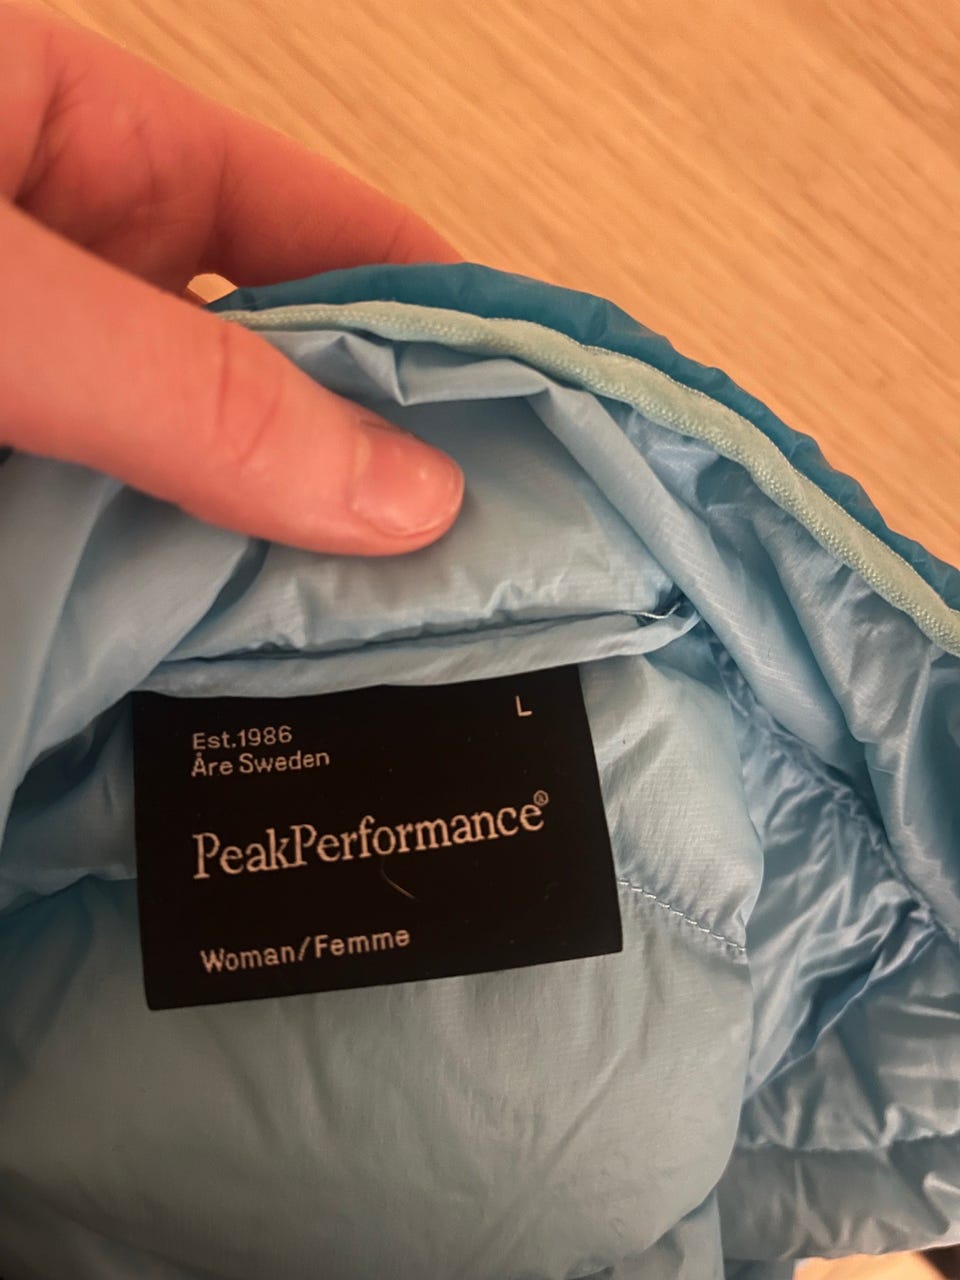 L
Est.1986
Åre Sweden
PeakPerformance®
Woman/Femme